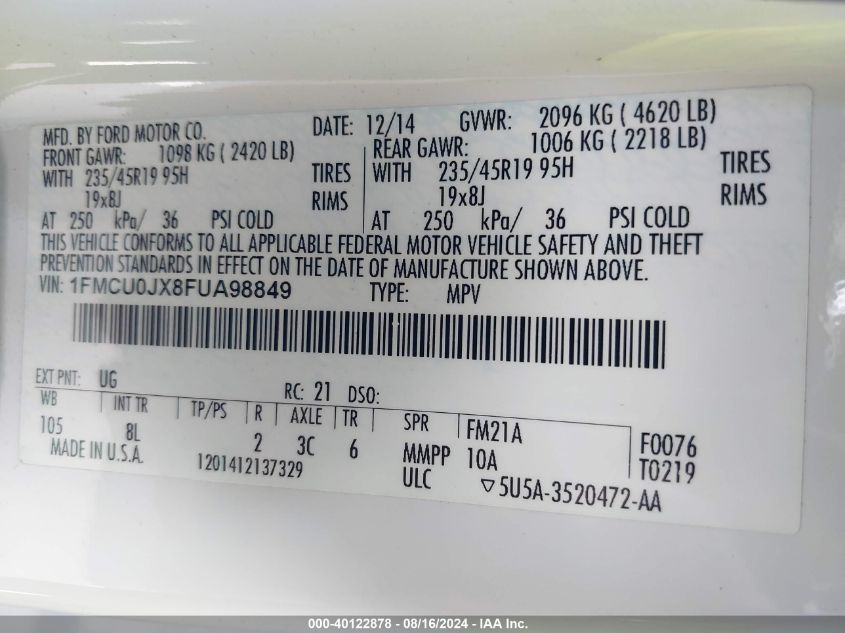 MFD. BY FORD MOTOR CO. DATE: 12/14 GVWR: 2096 KG ( 4620 LB)
FRONT GAWR: 1098 KG ( 2420 LB) REAR GAWR: 1006 KG ( 2218 LB)
WITH 235/45R19 95H TIRES WITH 235/45R19 95H TIRES
19x8J RIMS 19x8J RIMS
AT 250 kPa/ 36 PSI COLD AT 250 kPa/ 36 PSI COLD
THIS VEHICLE CONFORMS TO ALL APPLICABLE FEDERAL MOTOR VEHICLE SAFETY AND THEFT
PREVENTION STANDARDS IN EFFECT ON THE DATE OF MANUFACTURE SHOWN ABOVE.
VIN: 1FMCU0JX8FUA98849 TYPE: MPV
EXT PNT: UG RC: 21 DSO:
WB INT TR TP/PS R AXLE TR SPR FM21A F0076
105 8L 2 3C 6 MMPP 10A T0219
MADE IN U.S.A. 1201412137329 ULC ▽5U5A-3520472-AA
000-40122878 - 08/16/2024 - IAA Inc.